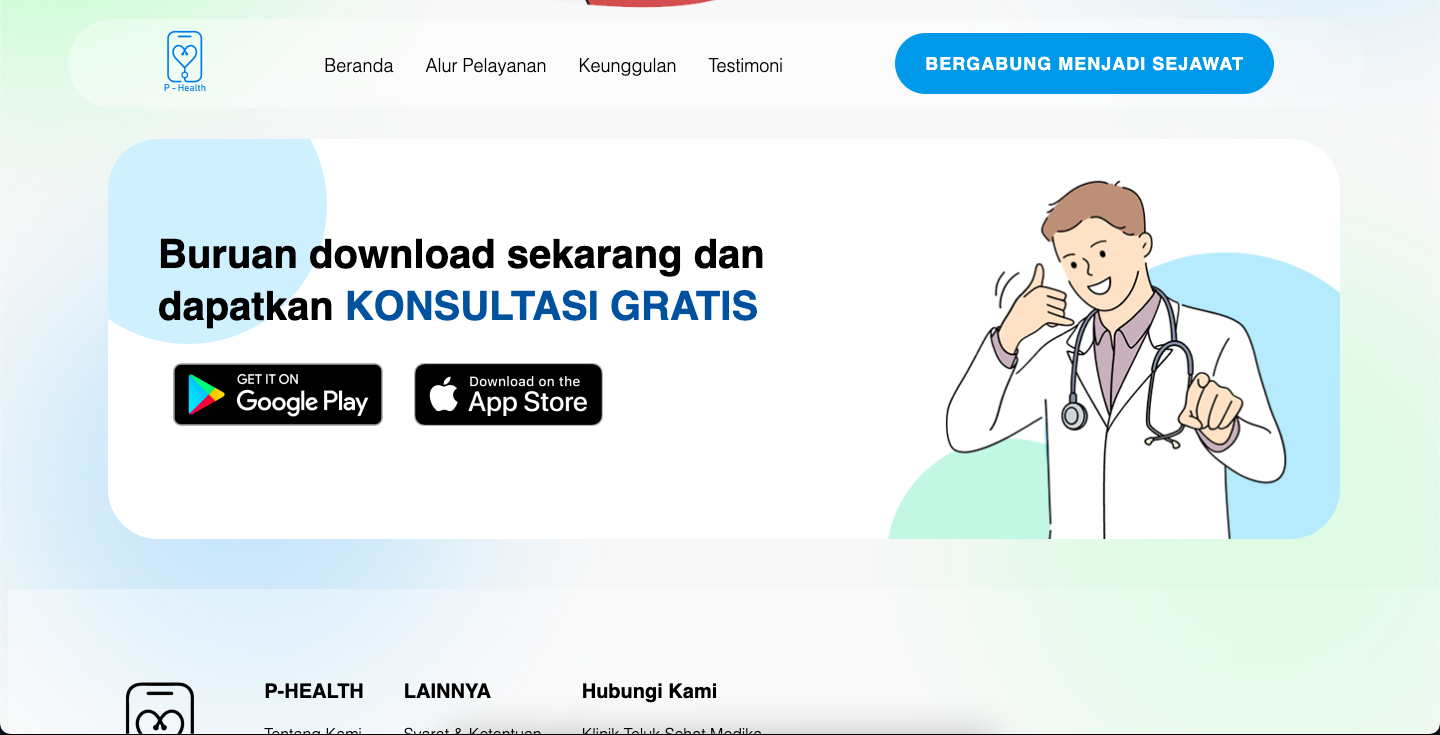 P - Health
Beranda Alur Pelayanan Keunggulan Testimoni
BERGABUNG MENJADI SEJAWAT
Buruan download sekarang dan
dapatkan KONSULTASI GRATIS
GET IT ON
Google Play
Download on the
App Store
P-HEALTH LAINNYA Hubungi Kami
Tentang Kami Syarat & Ketentuan Klinik Teluk Sehat Medika